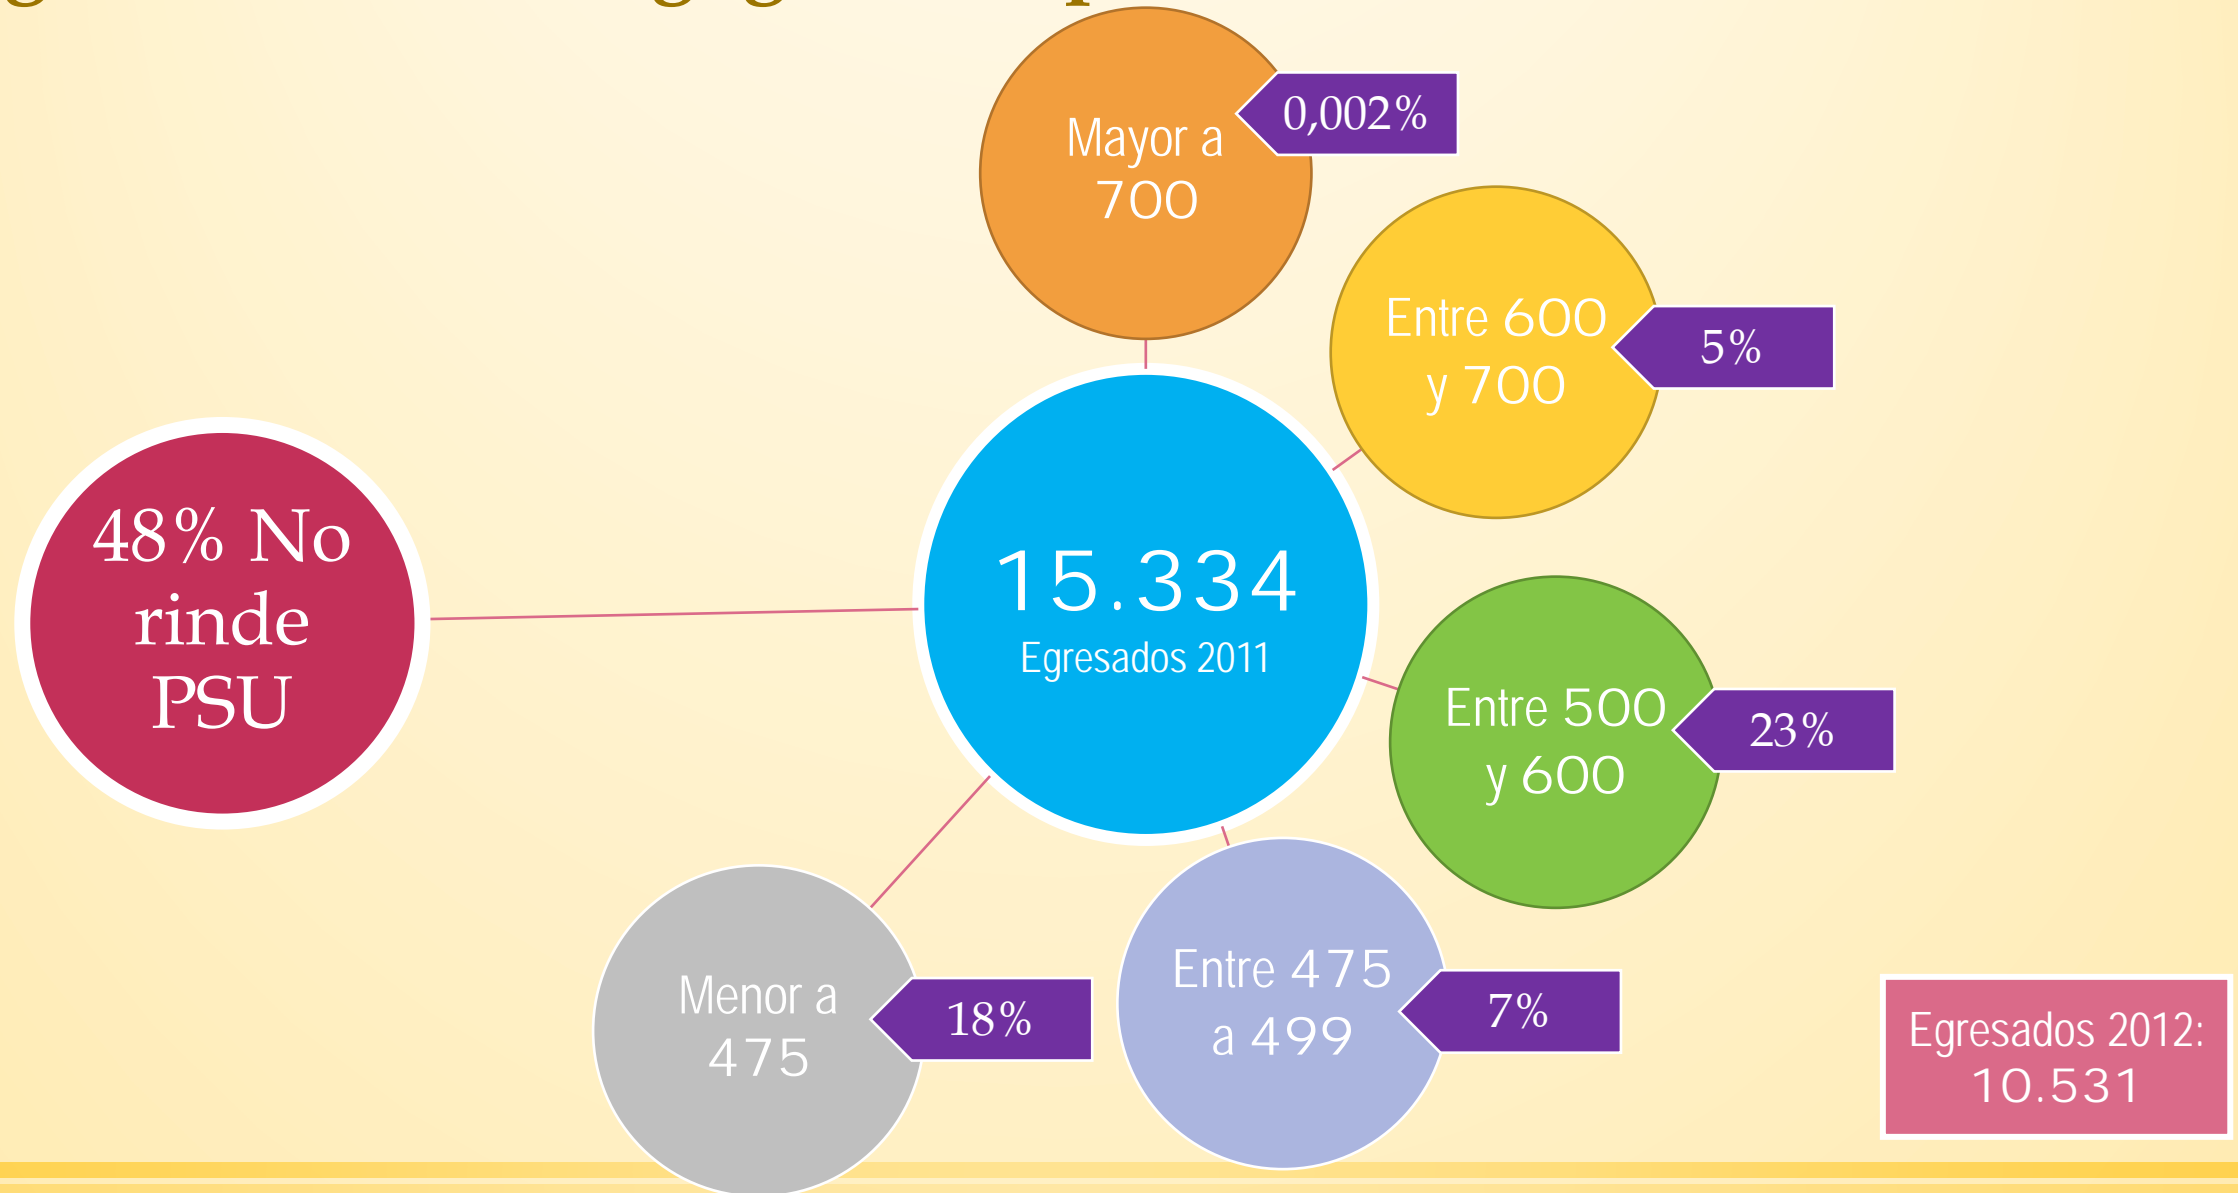 Mayor a
700
0,002%
Entre 600
y 700
5%
48% No
rinde
PSU
15.334
Egresados 2011
Entre 500
y 600
23%
Entre 475
a 499
7%
Menor a
475
18%
Egresados 2012:
10.531